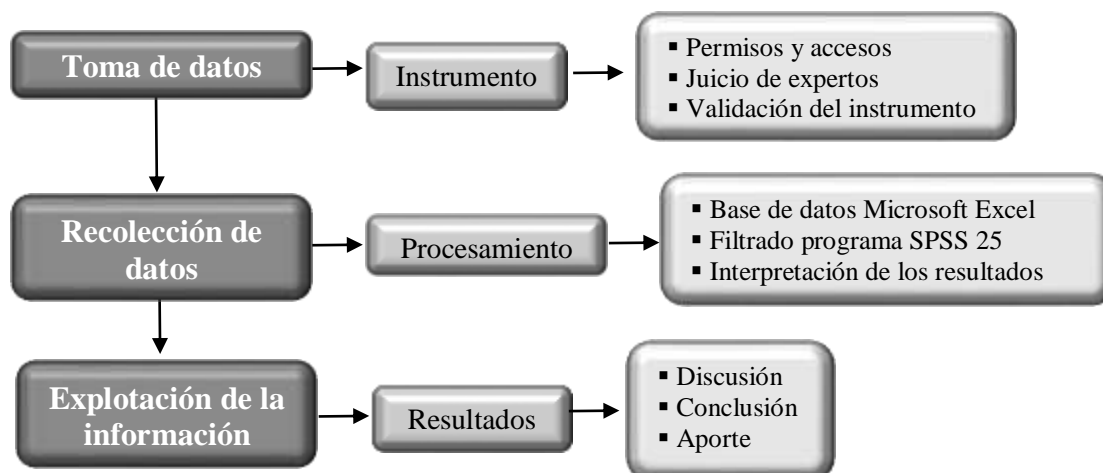 Toma de datos
Instrumento
▪ Permisos y accesos
▪ Juicio de expertos
▪ Validación del instrumento
Recolección de
datos
Procesamiento
▪ Base de datos Microsoft Excel
▪ Filtrado programa SPSS 25
▪ Interpretación de los resultados
Explotación de la
información
Resultados
▪ Discusión
▪ Conclusión
▪ Aporte